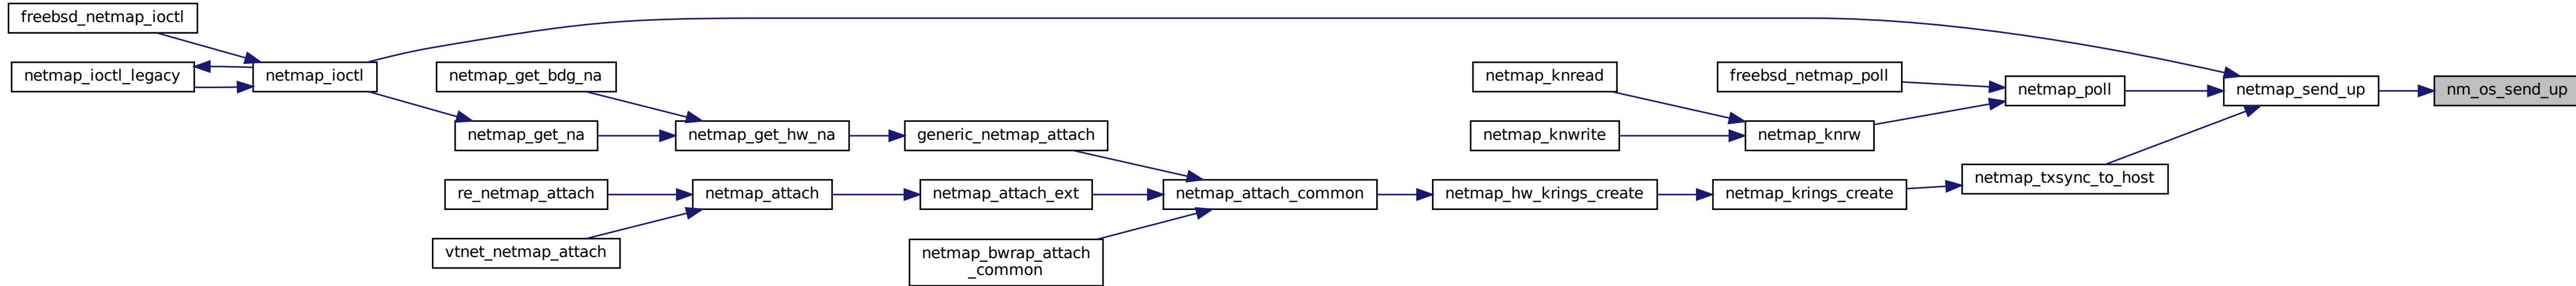 freebsd_netmap_ioctl
netmap_ioctl_legacy
netmap_ioctl
netmap_get_bdg_na
netmap_get_na
netmap_get_hw_na
generic_netmap_attach
re_netmap_attach
netmap_attach
netmap_attach_ext
netmap_attach_common
netmap_hw_krings_create
netmap_krings_create
vtnet_netmap_attach
netmap_bwrap_attach
_common
netmap_knread
netmap_knwrite
freebsd_netmap_poll
netmap_knrw
netmap_poll
netmap_txsync_to_host
netmap_send_up
nm_os_send_up